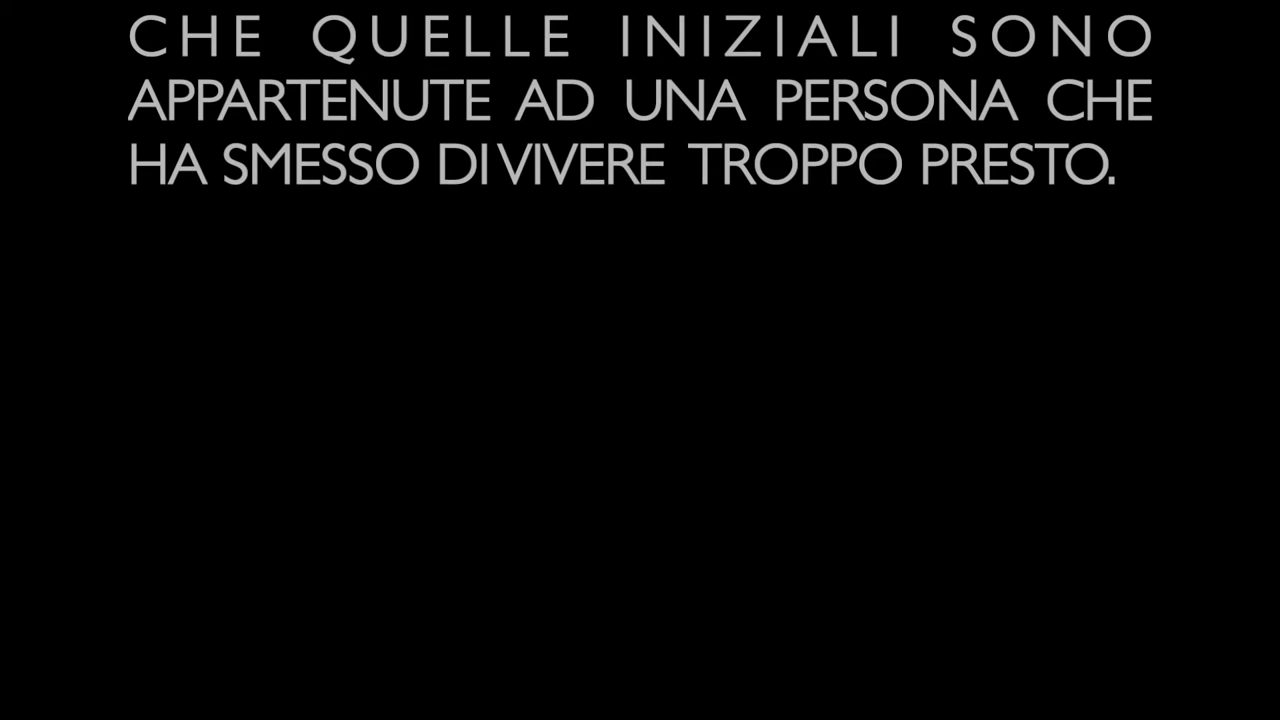 CHE QUELLE INIZIALI SONO
APPARTENUTE AD UNA PERSONA CHE
HA SMESSO DI VIVERE TROPPO PRESTO.